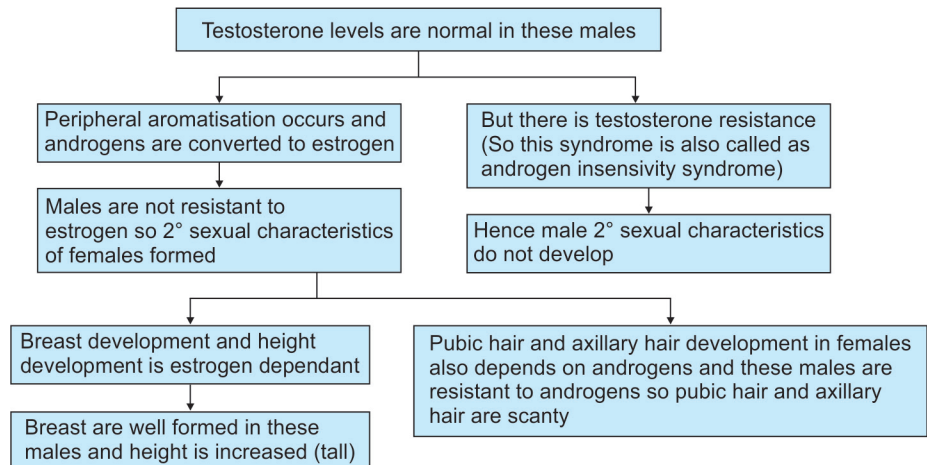 Testosterone levels are normal in these males
Peripheral aromatisation occurs and
androgens are converted to estrogen
But there is testosterone resistance
(So this syndrome is also called as
androgen insensivity syndrome)
Males are not resistant to
estrogen so 2° sexual characteristics
of females formed
Hence male 2° sexual characteristics
do not develop
Breast development and height
development is estrogen dependant
Pubic hair and axillary hair development in females
also depends on androgens and these males are
resistant to androgens so pubic hair and axillary
hair are scanty
Breast are well formed in these
males and height is increased (tall)